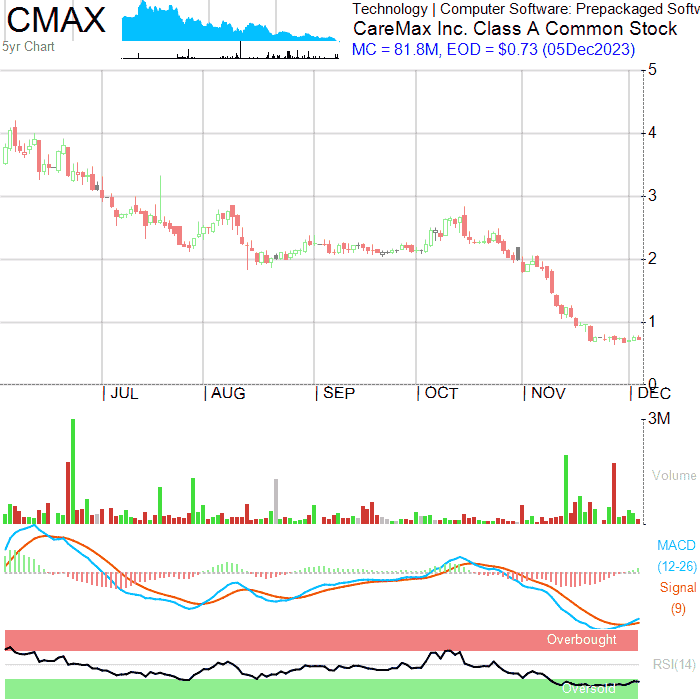 CMAX
5yr Chart
Technology | Computer Software: Prepackaged Softw
CareMax Inc. Class A Common Stock
MC = 81.8M, EOD = $0.73 (05Dec2023)
5
4
3
2
1
0
JUL AUG SEP OCT NOV DEC
3M
Volume
MACD
(12-26)
Signal
(9)
Overbought
RSI(14)
Oversold